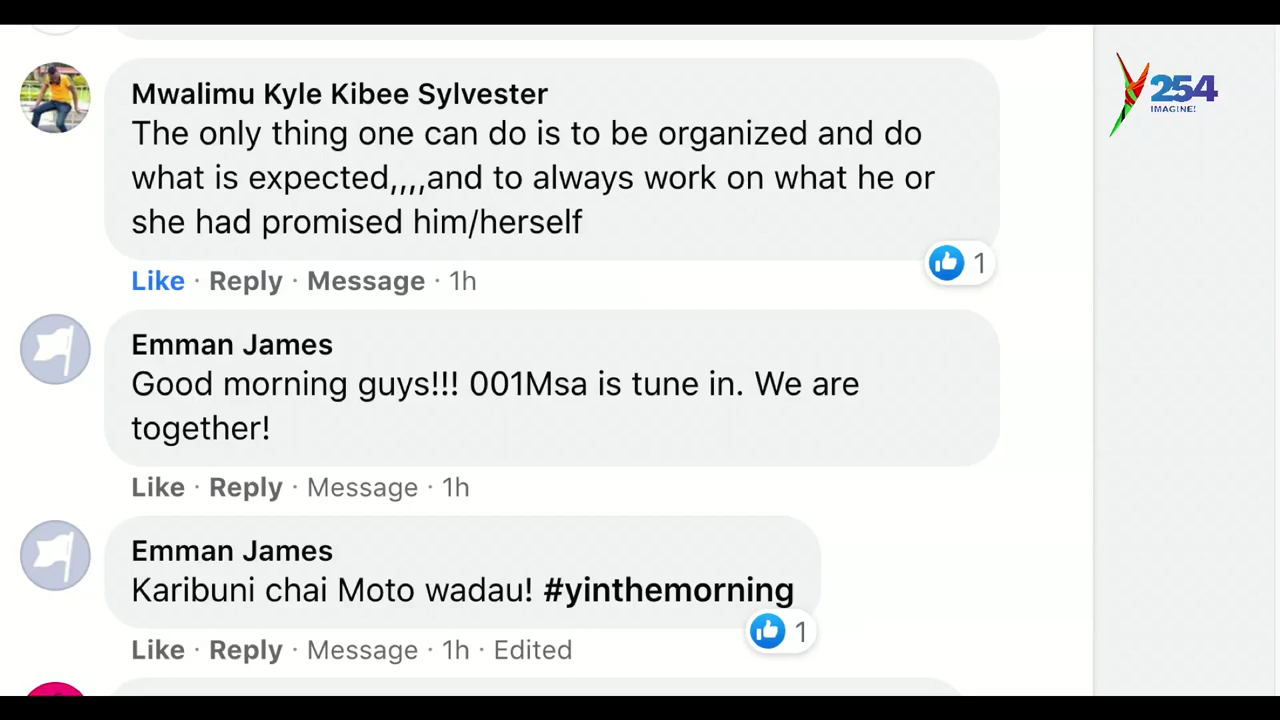 Mwalimu Kyle Kibee Sylvester
The only thing one can do is to be organized and do
what is expected,,,,and to always work on what he or
she had promised him/herself
1
Like · Reply · Message · 1h
Emman James
Good morning guys!!! 001Msa is tune in. We are
together!
Like · Reply · Message · 1h
Emman James
Karibuni chai Moto wadau! #yinthemorning
1
Like · Reply · Message · 1h · Edited
Y254
IMAGINE!